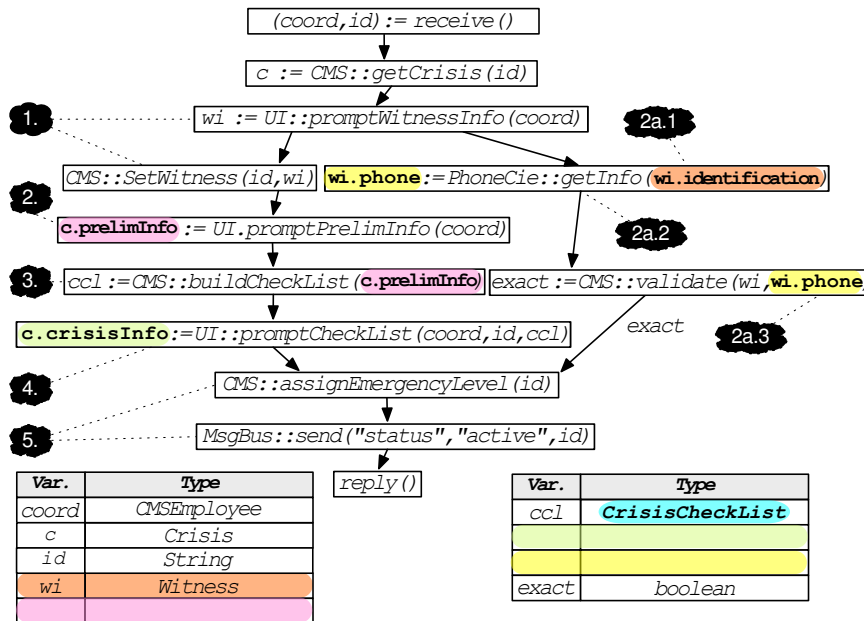 (coord,id):= receive()
c := CMS::getCrisis(id)
1.
wi := UI::promptWitnessInfo(coord)
2a.1
CMS::SetWitness(id,wi)
wi.phone:=PhoneCie::getInfo(wi.identification)
2.
c.prelimInfo := UI.promptPrelimInfo(coord)
2a.2
3.
ccl:=CMS::buildCheckList(c.prelimInfo)
exact:=CMS::validate(wi,wi.phone)
c.crisisInfo:=UI::promptCheckList(coord,id,ccl)
exact
2a.3
4.
CMS::assignEmergencyLevel(id)
5.
MsgBus::send("status","active",id)
reply()
Var. Type
coord CMSEmployee
c Crisis
id String
wi Witness
Var. Type
ccl CrisisCheckList
exact boolean